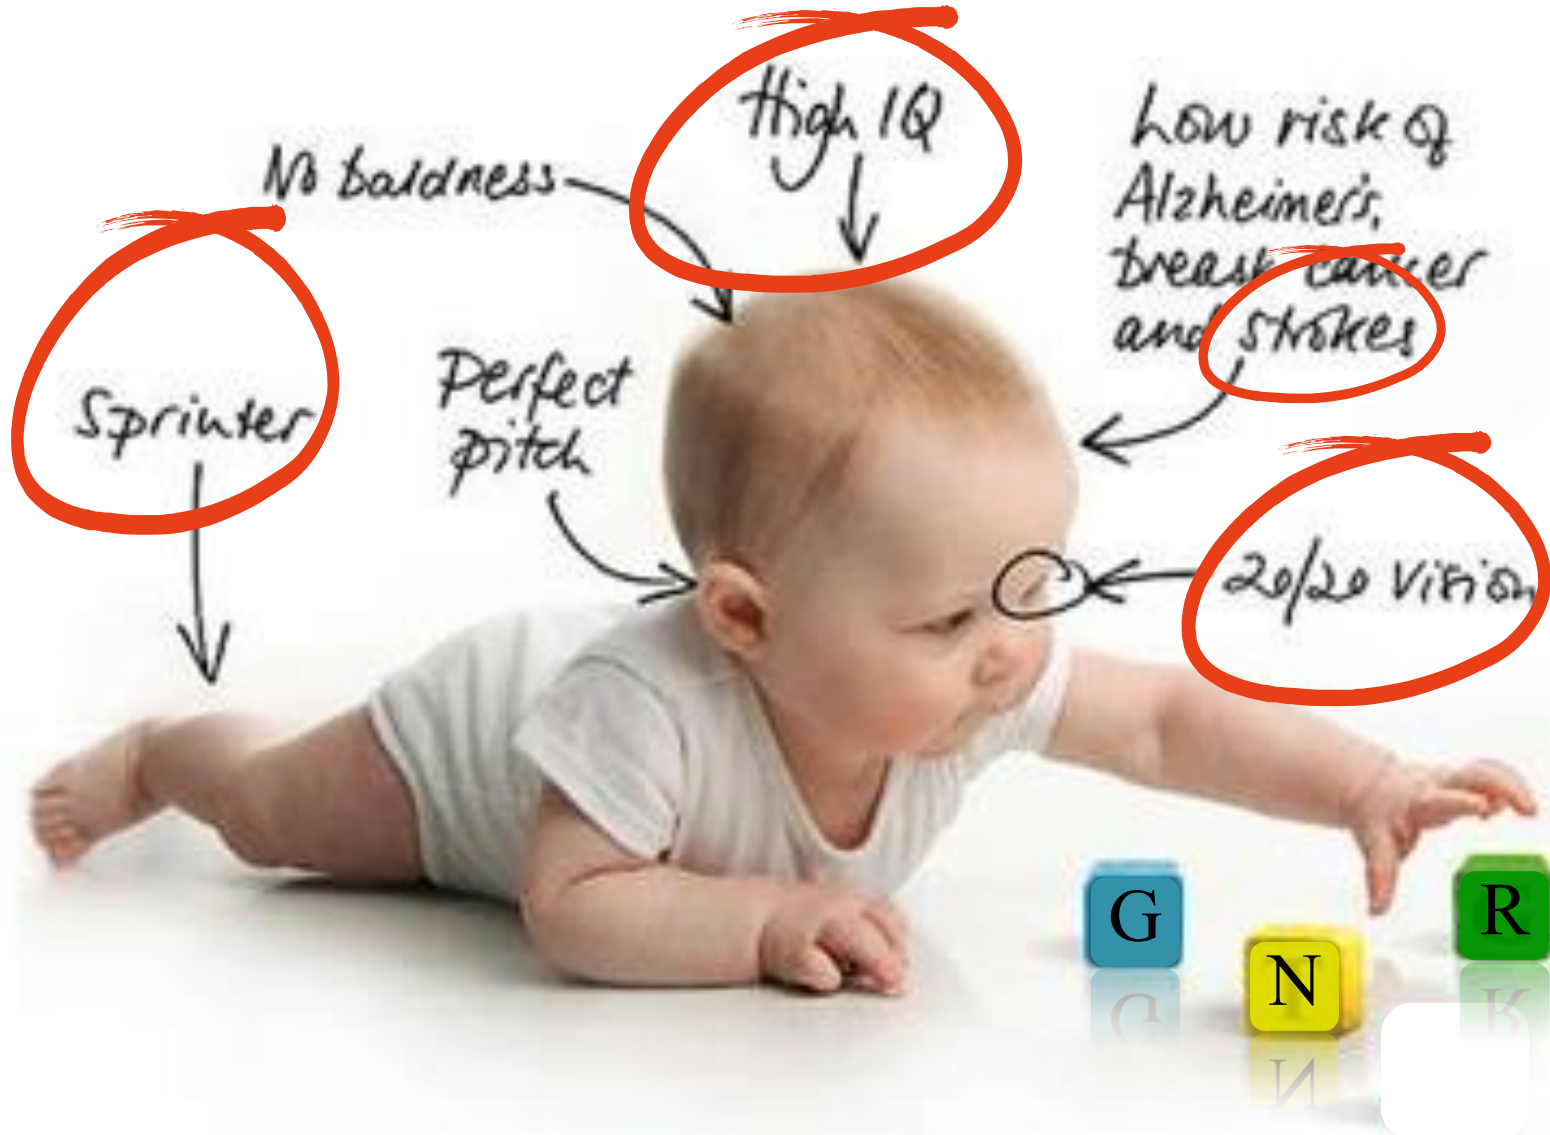 High IQ
No baldness
Low risk of
Alzheimer's,
breast cancer
and strokes
Sprinter
Perfect
pitch
20/20 Vision
G
N
R